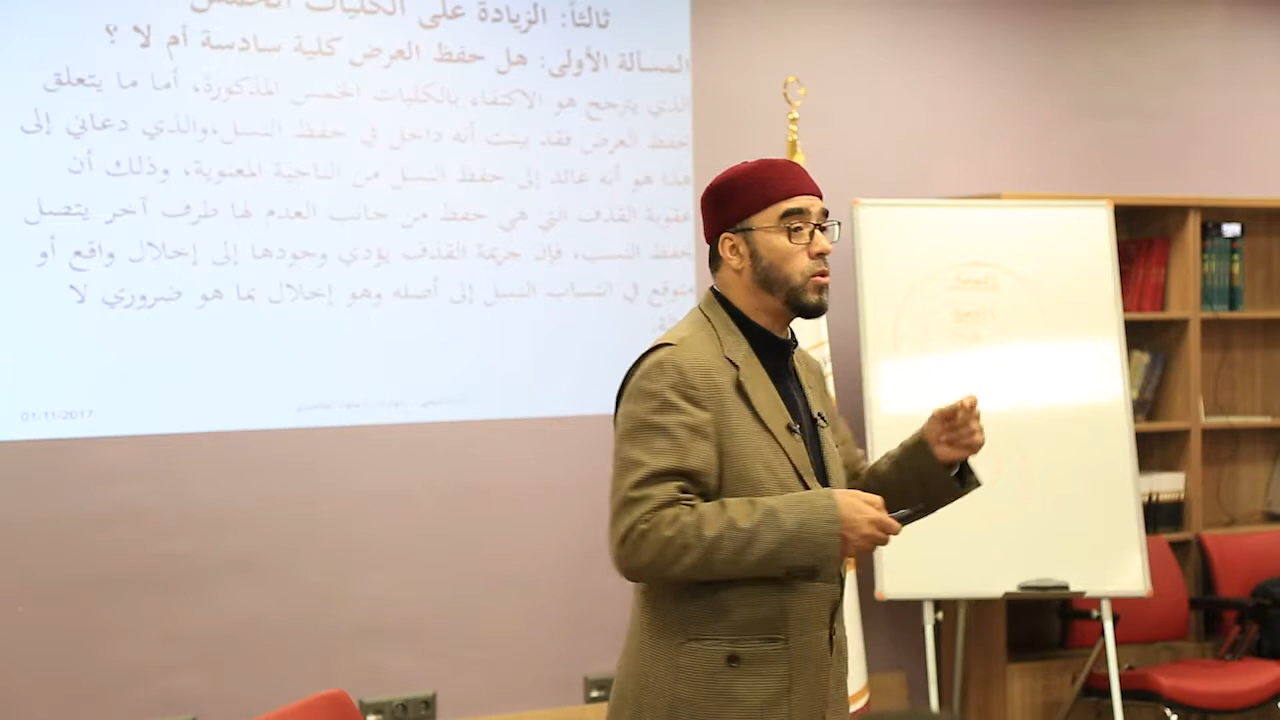 ثالثاً: الزيادة على الكليات الخمس
المسألة الأولى: هل حفظ العرض كلية سادسة أم لا ؟
الذي يترجح هو الاكتفاء بالكليات الخمس المذكورة، أما ما يتعلق
بحفظ العرض فقد بينت أنه داخل في حفظ النسل،والذي دعاني إلى
هذا هو أنه عائد إلى حفظ النسل من الناحية المعنوية، وذلك أن
عقوبة القذف التي هي حفظ من جانب العدم لها طرف آخر يتصل
بحفظ النسب، فإن جريمة القذف يؤدي وجودها إلى إخلال واقع أو
متوقع في انتساب النسل إلى أصله وهو إخلال بما هو ضروري لا
01/11/2017